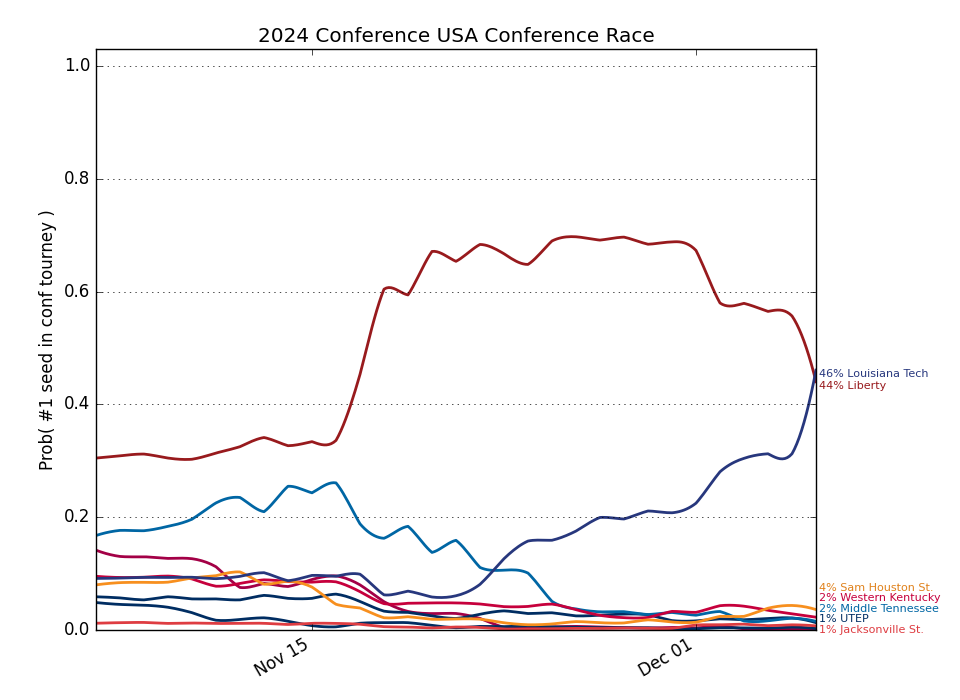 2024 Conference USA Conference Race
Prob( #1 seed in conf tourney )
1.0
0.8
0.6
0.4
0.2
0.0
Nov 15
Dec 01
46% Louisiana Tech
44% Liberty
4% Sam Houston St.
2% Western Kentucky
2% Middle Tennessee
1% UTEP
1% Jacksonville St.